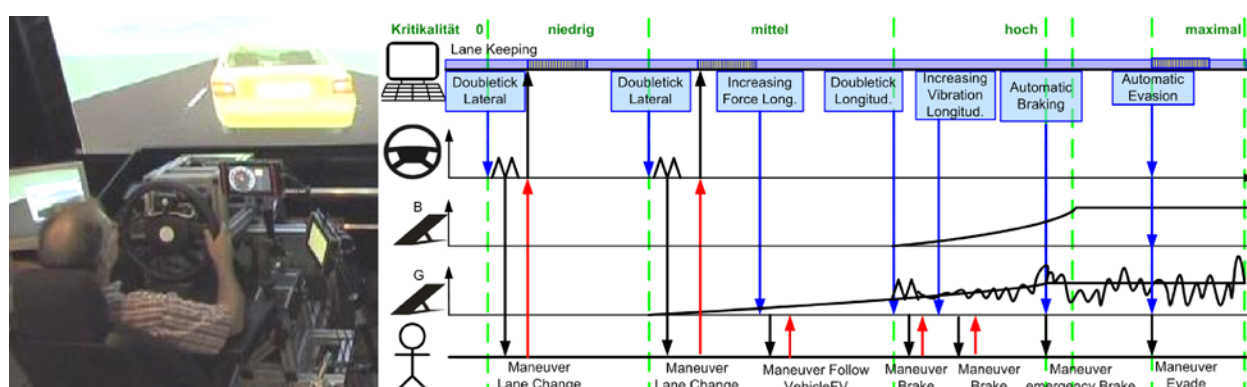 Kritikalität 0 niedrig mittel hoch maximal
Lane Keeping
Doubletick
Lateral
Doubletick
Lateral
Increasing
Force Long.
Doubletick
Longitud.
Increasing
Vibration
Longitud.
Automatic
Braking
Automatic
Evasion
B
G
Maneuver
Lane Change
Maneuver
Lane Change
Maneuver Follow
VehicleFV
Maneuver
Brake
Maneuver
Brake
Maneuver
emergency Brake
Maneuver
Evade